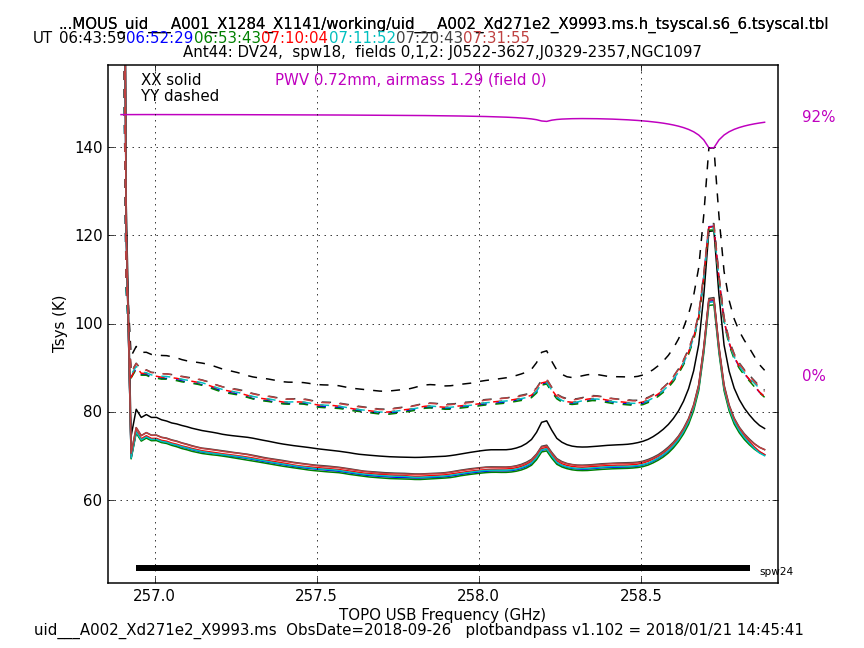 ...MOUS_uid___A001_X1284_X1141/working/uid___A002_Xd271e2_X9993.ms.h_tsyscal.s6_6.tsyscal.tbl
UT 06:43:59 06:52:29 06:53:43 07:10:04 07:11:52 07:20:43 07:31:55
Ant44: DV24, spw18, fields 0,1,2: J0522-3627,J0329-2357,NGC1097
XX solid PWV 0.72mm, airmass 1.29 (field 0)
YY dashed
92%
140
120
100
80
60
0%
Tsys (K)
spw24
257.0 257.5 258.0 258.5
TOPO USB Frequency (GHz)
uid___A002_Xd271e2_X9993.ms ObsDate=2018-09-26 plotbandpass v1.102 = 2018/01/21 14:45:41